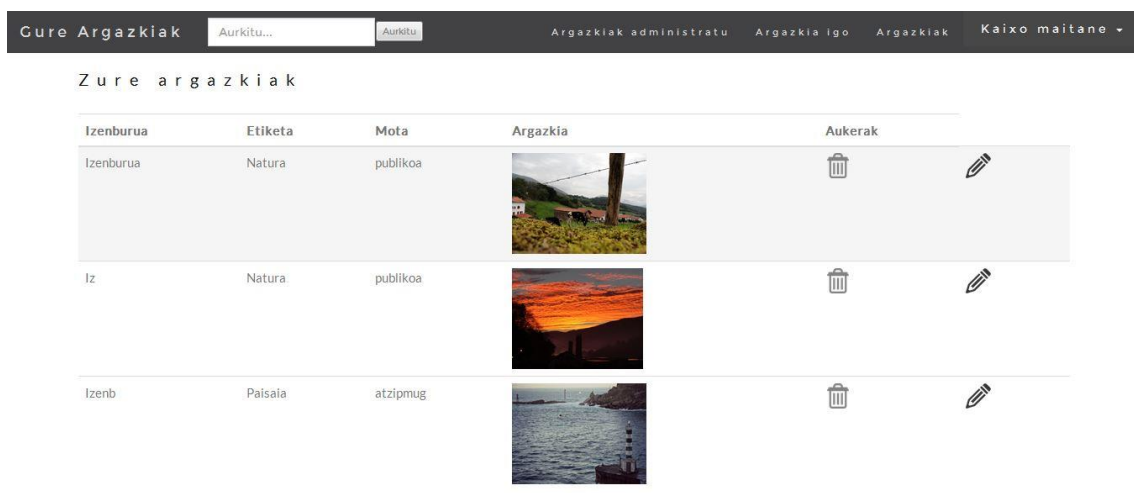 Gure Argazkiak Aurkitu... Aurkitu Argazkiak administratu Argazkia igo Argazkiak Kaixo maitane
Zure argazkiak
Izenburua Etiketa Mota Argazkia Aukerak
Izenburua Natura publikoa
Iz Natura publikoa
Izenb Paisaia atzipmug